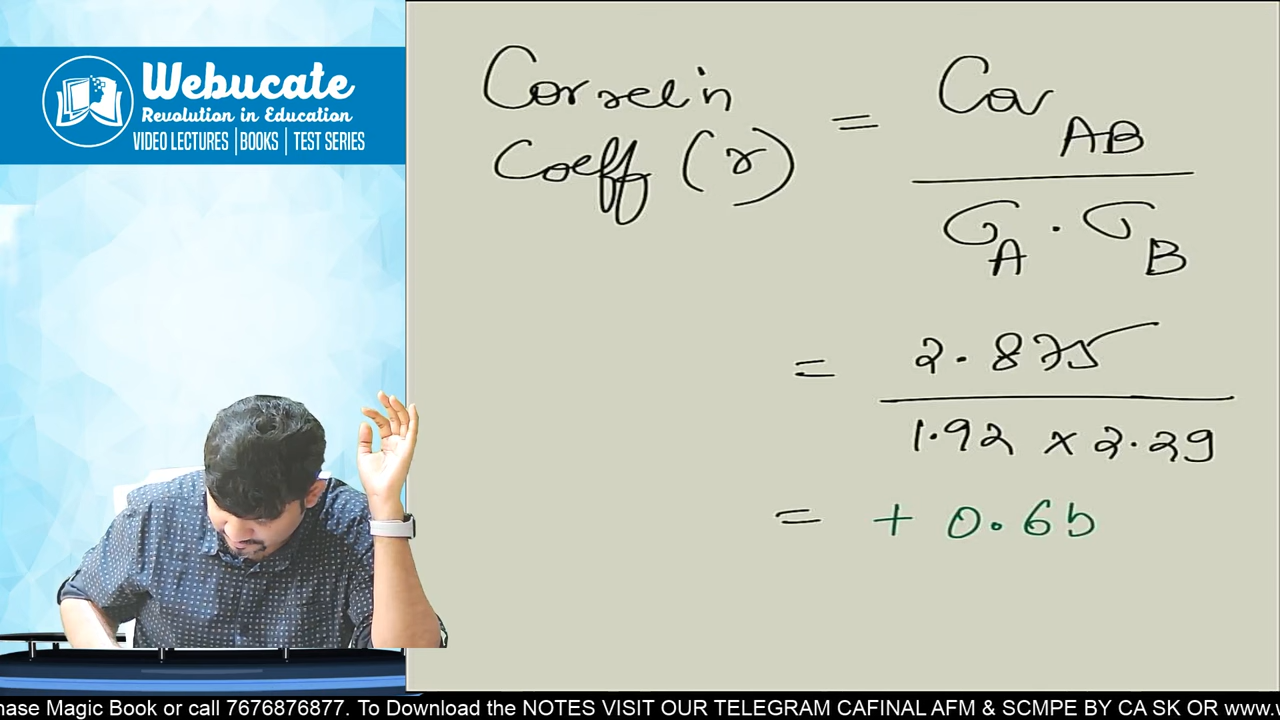 Webucate
Revolution in Education
VIDEO LECTURES | BOOKS | TEST SERIES
Correl'n
Coeff (r)
= Cov AB
σA . σB
= 2.875
1.92 x 2.29
= + 0.65
hase Magic Book or call 7676876877. To Download the NOTES VISIT OUR TELEGRAM CAFINAL AFM & SCMPE BY CA SK OR www.